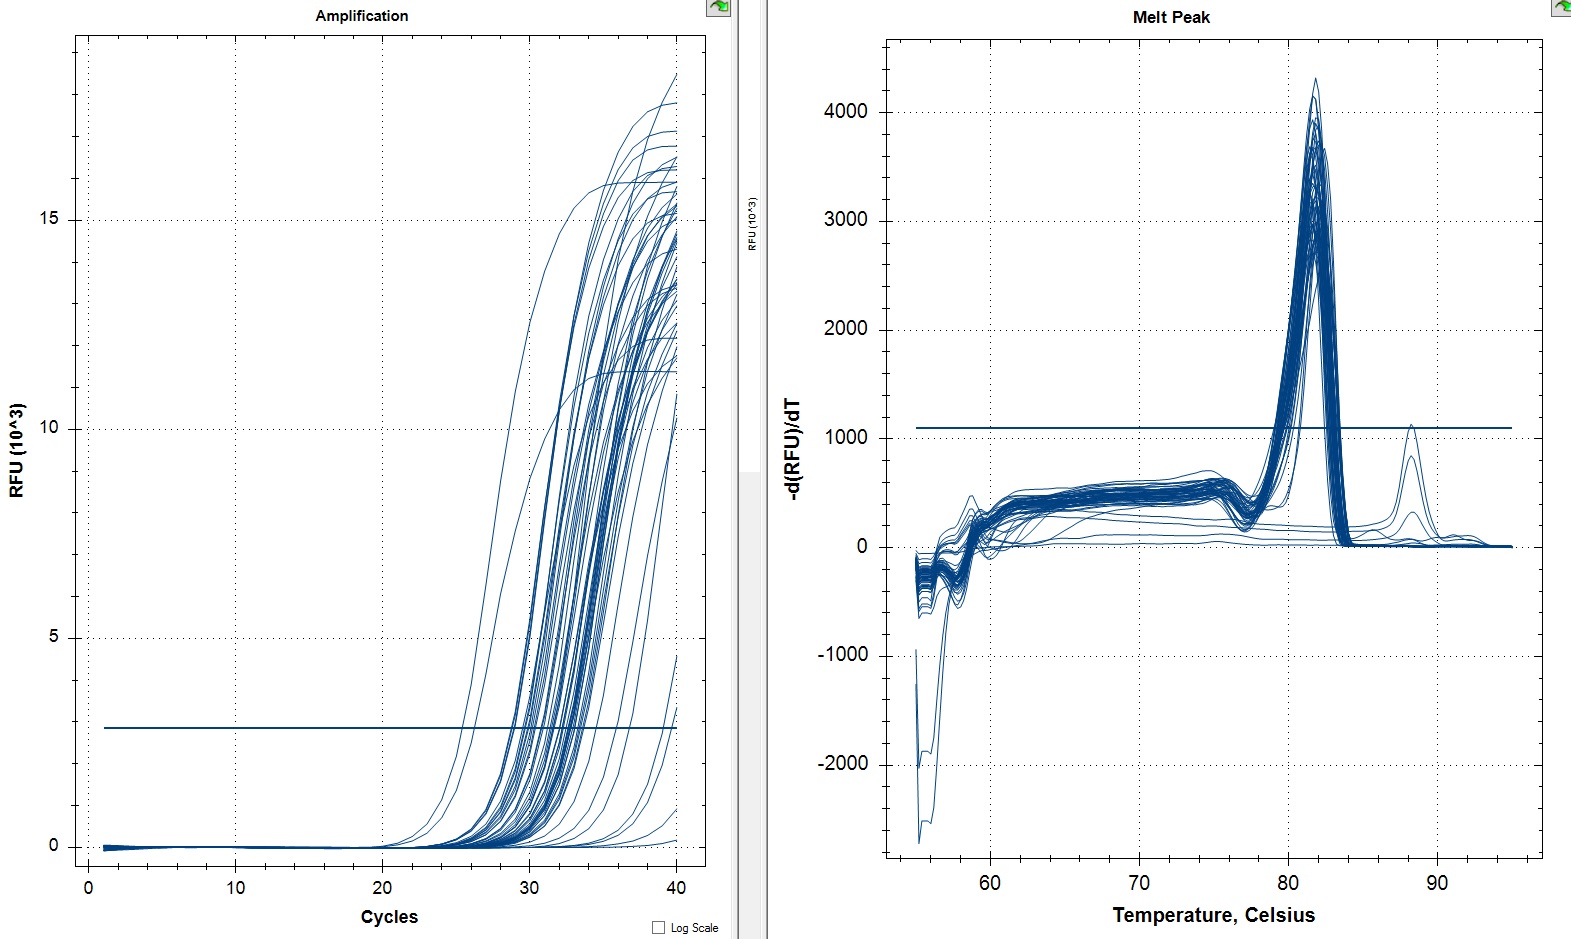 Amplification
15
10
5
0
RFU (10^3)
0 10 20 30 40
Cycles
Log Scale
RFU (10^3)
Melt Peak
4000
3000
2000
1000
0
-1000
-2000
-d(RFU)/dT
60 70 80 90
Temperature, Celsius